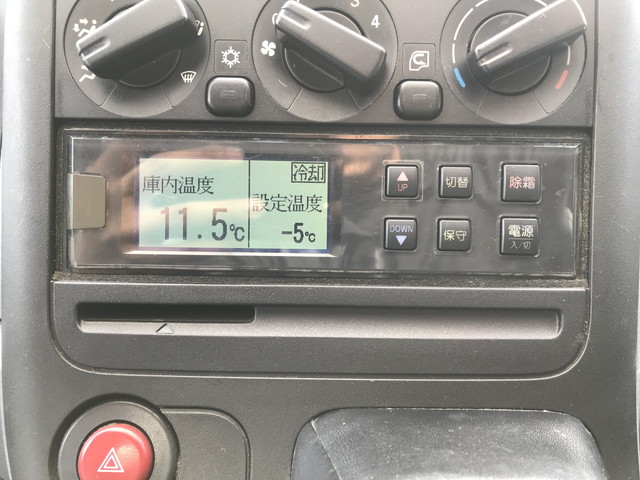 3
4
庫内温度
11.5℃
冷却
設定温度
-5℃
UP
切替
除霜
DOWN
保守
電源
入/切